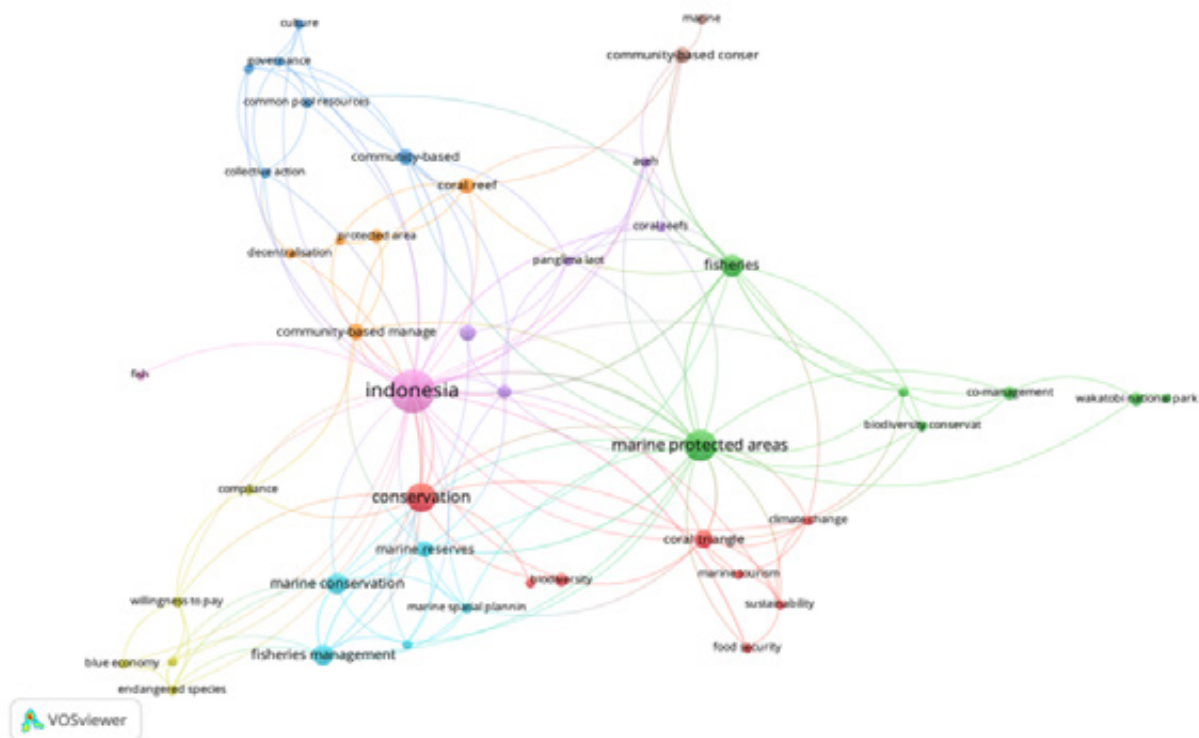 culture
marine
governance
community-based conser
common pool resources
community-based
aceh
collective action
coral reef
coral reefs
protected area
decentralisation
panglima laot
fisheries
community-based manage
fish
indonesia
co-management
wakatobi national park
biodiversity conservat
marine protected areas
compliance
conservation
climate change
coral triangle
marine reserves
marine tourism
biodiversity
marine conservation
willingness to pay
marine spatial plannin
sustainability
food security
fisheries management
blue economy
endangered species
VOSviewer